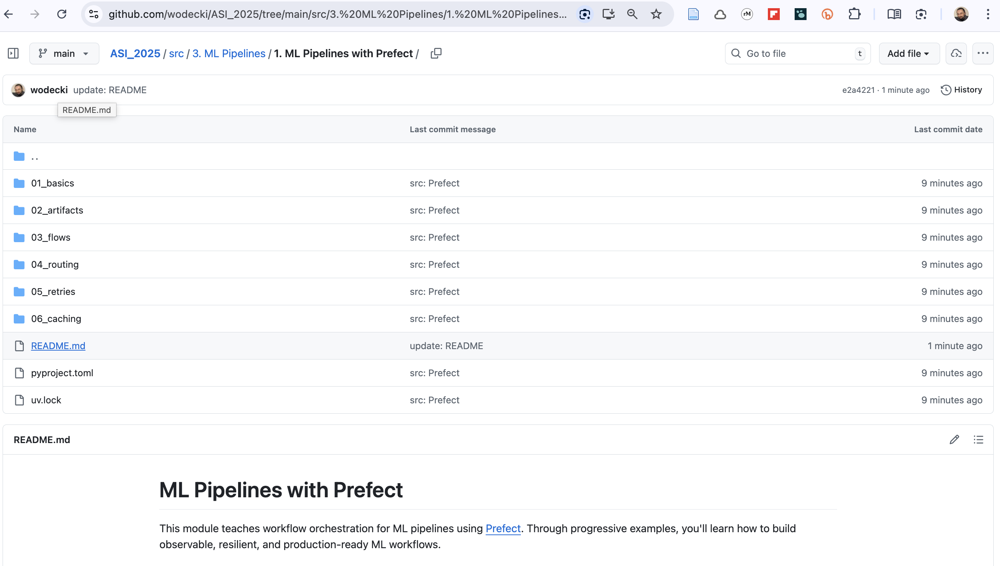 github.com/wodecki/ASI_2025/tree/main/src/3.%20ML%20Pipelines/1.%20ML%20Pipelines...
rM
main
ASI_2025 / src / 3. ML Pipelines / 1. ML Pipelines with Prefect /
Go to file
t
Add file
wodecki update: README
e2a4221 · 1 minute ago
History
README.md
Name Last commit message Last commit date
..
01_basics src: Prefect 9 minutes ago
02_artifacts src: Prefect 9 minutes ago
03_flows src: Prefect 9 minutes ago
04_routing src: Prefect 9 minutes ago
05_retries src: Prefect 9 minutes ago
06_caching src: Prefect 9 minutes ago
README.md update: README 1 minute ago
pyproject.toml src: Prefect 9 minutes ago
uv.lock src: Prefect 9 minutes ago
README.md
ML Pipelines with Prefect
This module teaches workflow orchestration for ML pipelines using Prefect. Through progressive examples, you'll learn how to build
observable, resilient, and production-ready ML workflows.